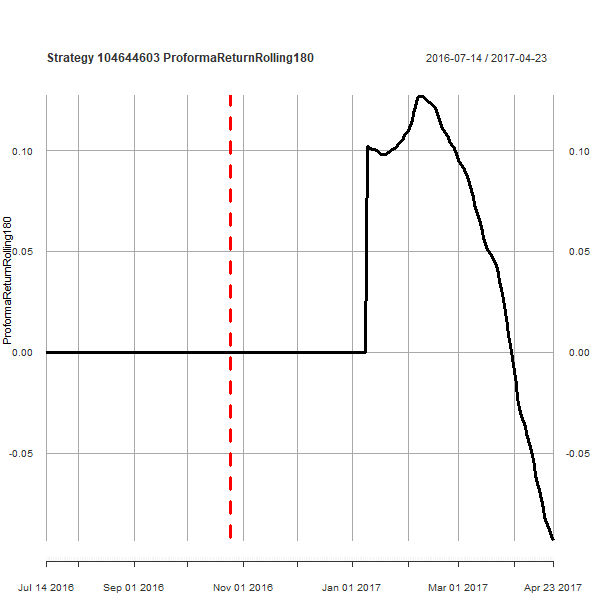 Strategy 104644603 ProformaReturnRolling180
2016-07-14 / 2017-04-23
ProformaReturnRolling180
0.10
0.10
0.05
0.05
0.00
0.00
-0.05
-0.05
Jul 14 2016
Sep 01 2016
Nov 01 2016
Jan 01 2017
Mar 01 2017
Apr 23 2017